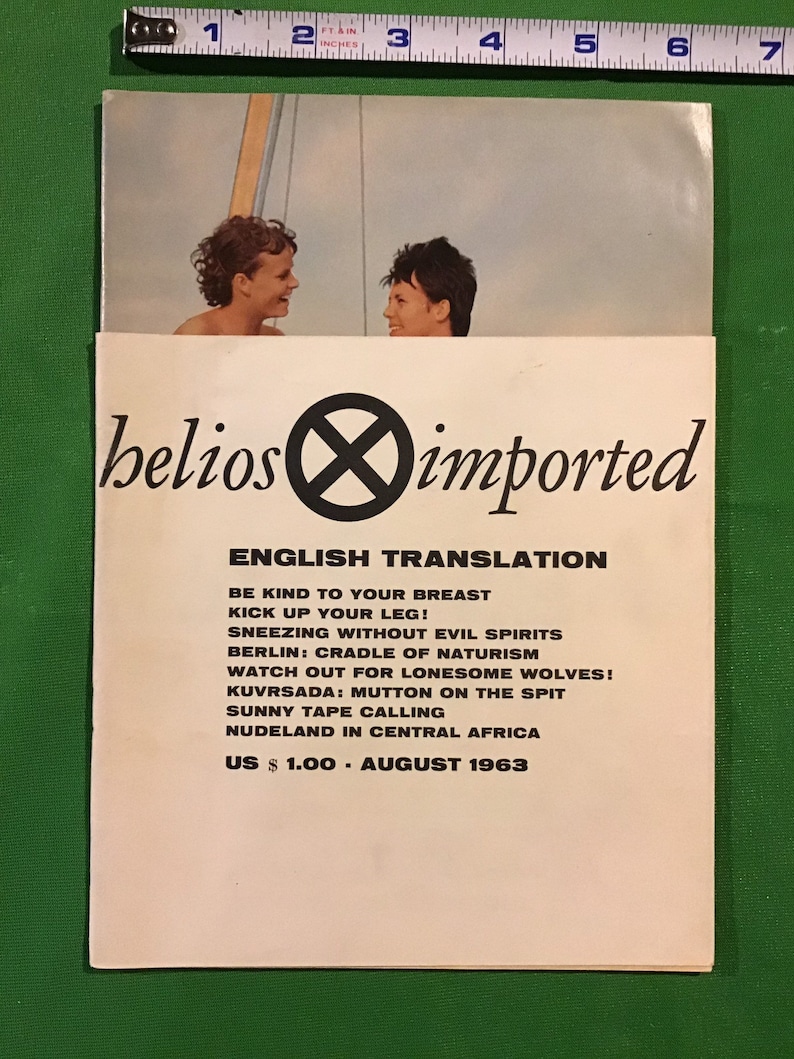 1 2 FT. & IN. 3 4 5 6 7
INCHES
helios imported
ENGLISH TRANSLATION
BE KIND TO YOUR BREAST
KICK UP YOUR LEG!
SNEEZING WITHOUT EVIL SPIRITS
BERLIN: CRADLE OF NATURISM
WATCH OUT FOR LONESOME WOLVES!
KUVRSADA: MUTTON ON THE SPIT
SUNNY TAPE CALLING
NUDELAND IN CENTRAL AFRICA
US $ 1.00 · AUGUST 1963